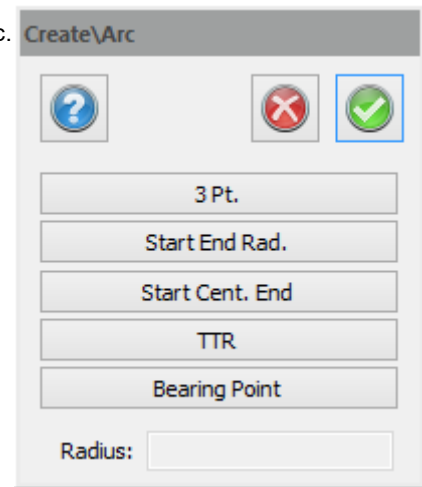 c.
Create\Arc
?
3 Pt.
Start End Rad.
Start Cent. End
TTR
Bearing Point
Radius: